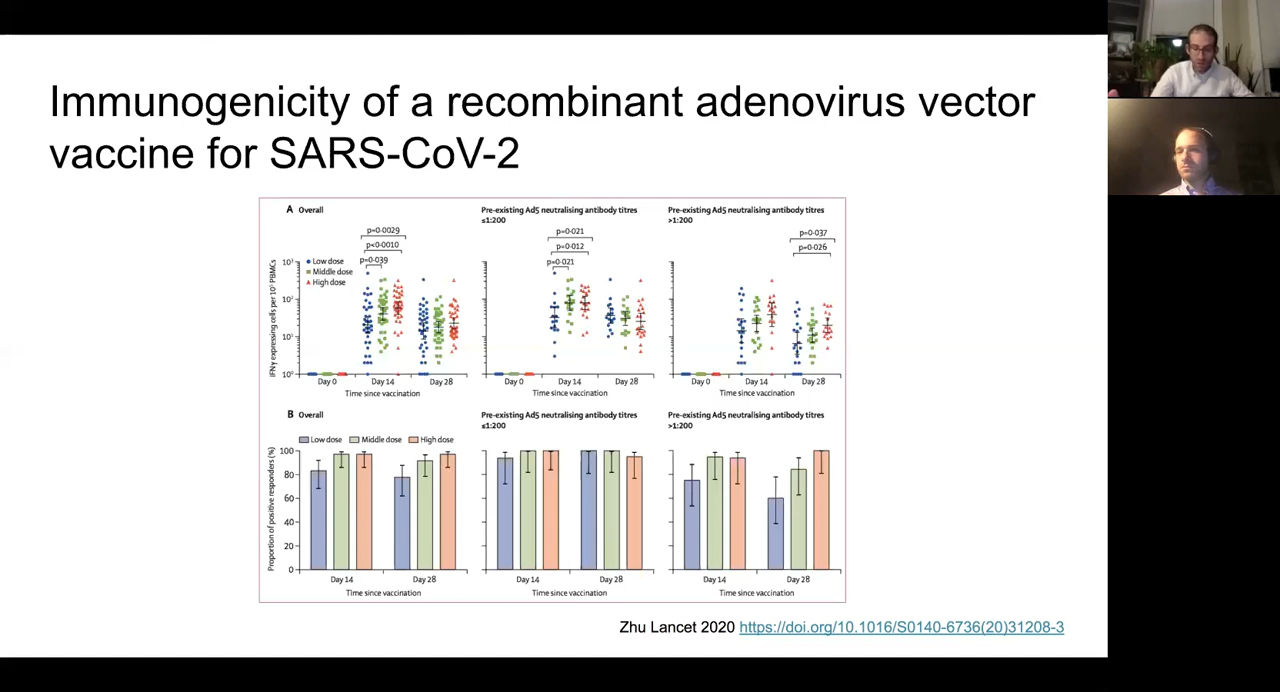 Immunogenicity of a recombinant adenovirus vector
vaccine for SARS-CoV-2
A Overall
Pre-existing Ad5 neutralising antibody titres
≤1:200
Pre-existing Ad5 neutralising antibody titres
>1:200
p=0·0029
p<0·0010
p=0·039
p=0·021
p=0·012
p=0·021
p=0·037
p=0·026
Low dose
Middle dose
High dose
IFNγ expressing cells per 10⁵ PBMCs
10³
10²
10¹
10⁰
Day 0 Day 14 Day 28
Time since vaccination
Day 0 Day 14 Day 28
Time since vaccination
Day 0 Day 14 Day 28
Time since vaccination
B Overall
Pre-existing Ad5 neutralising antibody titres
≤1:200
Pre-existing Ad5 neutralising antibody titres
>1:200
Low dose Middle dose High dose
Proportion of positive responders (%)
100
80
60
40
20
0
Day 14 Day 28
Time since vaccination
Day 14 Day 28
Time since vaccination
Day 14 Day 28
Time since vaccination
Zhu Lancet 2020 https://doi.org/10.1016/S0140-6736(20)31208-3